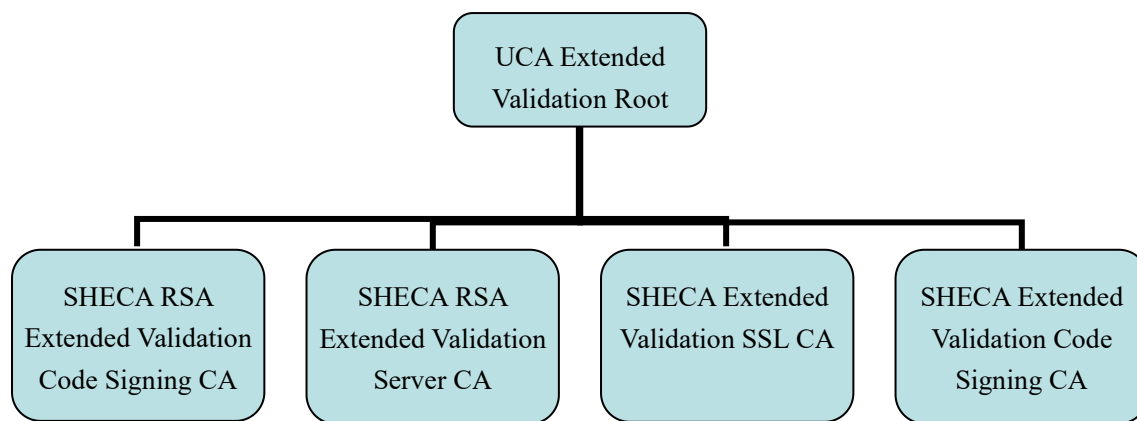 UCA Extended
Validation Root
SHECA RSA
Extended Validation
Code Signing CA
SHECA RSA
Extended Validation
Server CA
SHECA Extended
Validation SSL CA
SHECA Extended
Validation Code
Signing CA